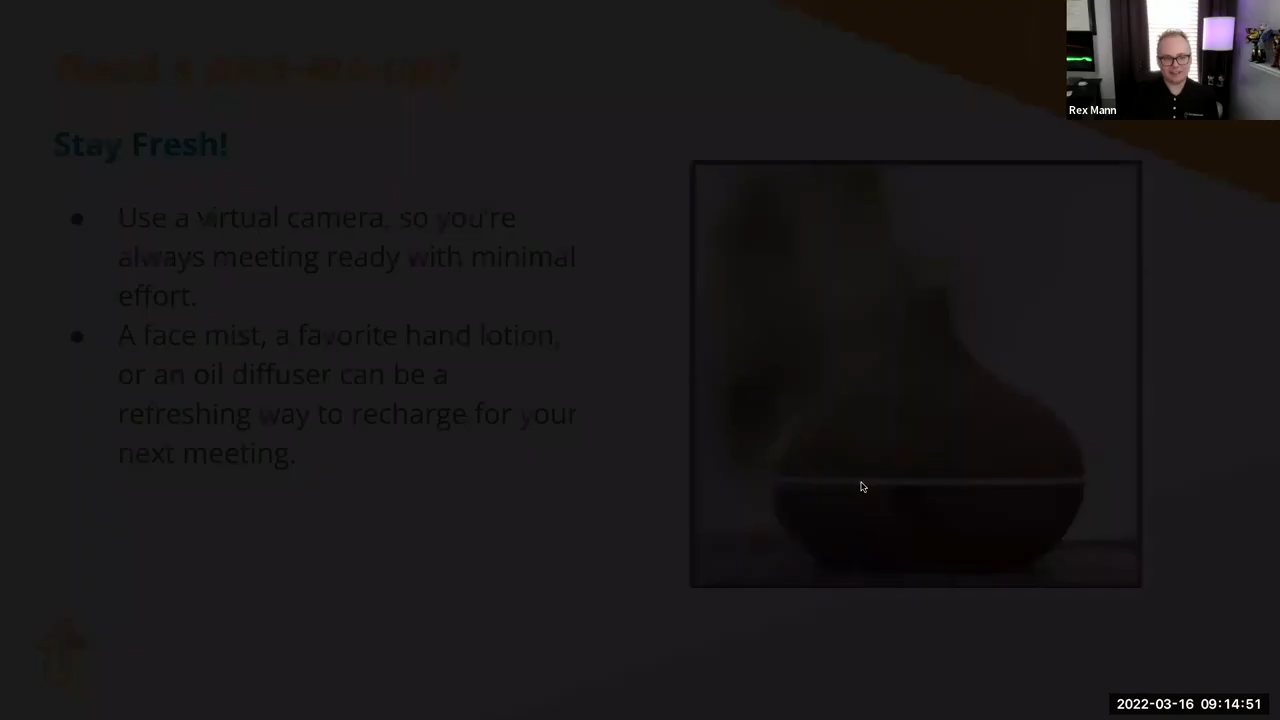 Need a pick-me-up?
Rex Mann
Stay Fresh!
● Use a virtual camera, so you're
always meeting ready with minimal
effort.
● A face mist, a favorite hand lotion,
or an oil diffuser can be a
refreshing way to recharge for your
next meeting.
2022-03-16 09:14:51